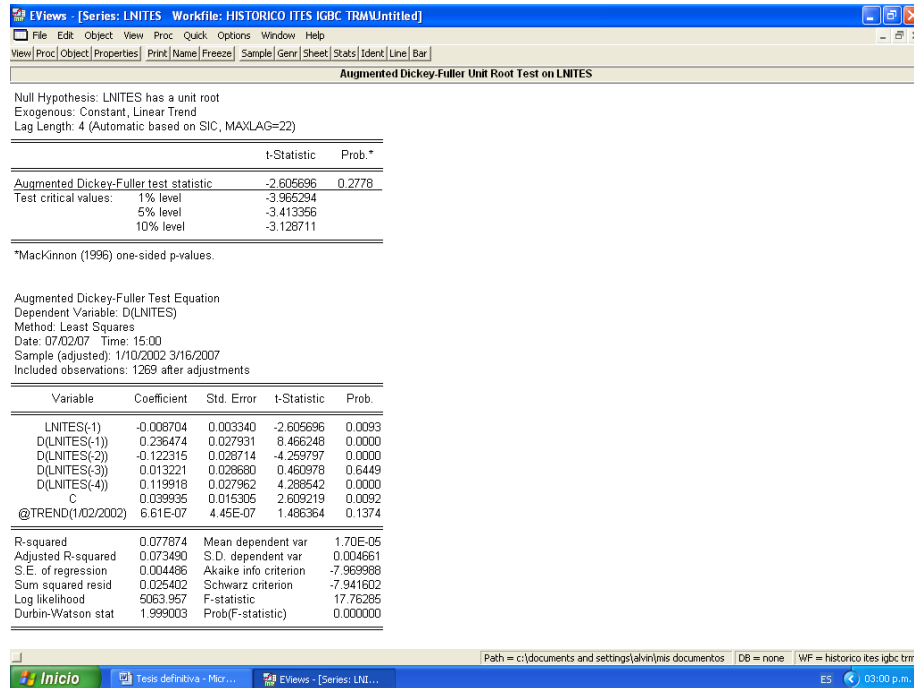 EViews - [Series: LNITES   Workfile: HISTORICO ITES IGBC TRM\Untitled]
File Edit Object View Proc Quick Options Window Help
View Proc Object Properties Print Name Freeze Sample Genr Sheet Stats Ident Line Bar
Augmented Dickey-Fuller Unit Root Test on LNITES
Null Hypothesis: LNITES has a unit root
Exogenous: Constant, Linear Trend
Lag Length: 4 (Automatic based on SIC, MAXLAG=22)
t-Statistic Prob.*
Augmented Dickey-Fuller test statistic -2.605696 0.2778
Test critical values: 1% level -3.965294
5% level -3.413356
10% level -3.128711
*MacKinnon (1996) one-sided p-values.
Augmented Dickey-Fuller Test Equation
Dependent Variable: D(LNITES)
Method: Least Squares
Date: 07/02/07 Time: 15:00
Sample (adjusted): 1/10/2002 3/16/2007
Included observations: 1269 after adjustments
Variable Coefficient Std. Error t-Statistic Prob.
LNITES(-1) -0.008704 0.003340 -2.605696 0.0093
D(LNITES(-1)) 0.236474 0.027931 8.466248 0.0000
D(LNITES(-2)) -0.122315 0.028714 -4.259797 0.0000
D(LNITES(-3)) 0.013221 0.028680 0.460978 0.6449
D(LNITES(-4)) 0.119918 0.027962 4.288542 0.0000
C 0.039935 0.015305 2.609219 0.0092
@TREND(1/02/2002) 6.61E-07 4.45E-07 1.486364 0.1374
R-squared 0.077874 Mean dependent var 1.70E-05
Adjusted R-squared 0.073490 S.D. dependent var 0.004661
S.E. of regression 0.004486 Akaike info criterion -7.969988
Sum squared resid 0.025402 Schwarz criterion -7.941602
Log likelihood 5063.957 F-statistic 17.76285
Durbin-Watson stat 1.999003 Prob(F-statistic) 0.000000
Path = c:\documents and settings\alvin\mis documentos DB = none WF = historico ites igbc trm
Inicio Tesis definitiva - Micr... EViews - [Series: LNI... ES 03:00 p.m.